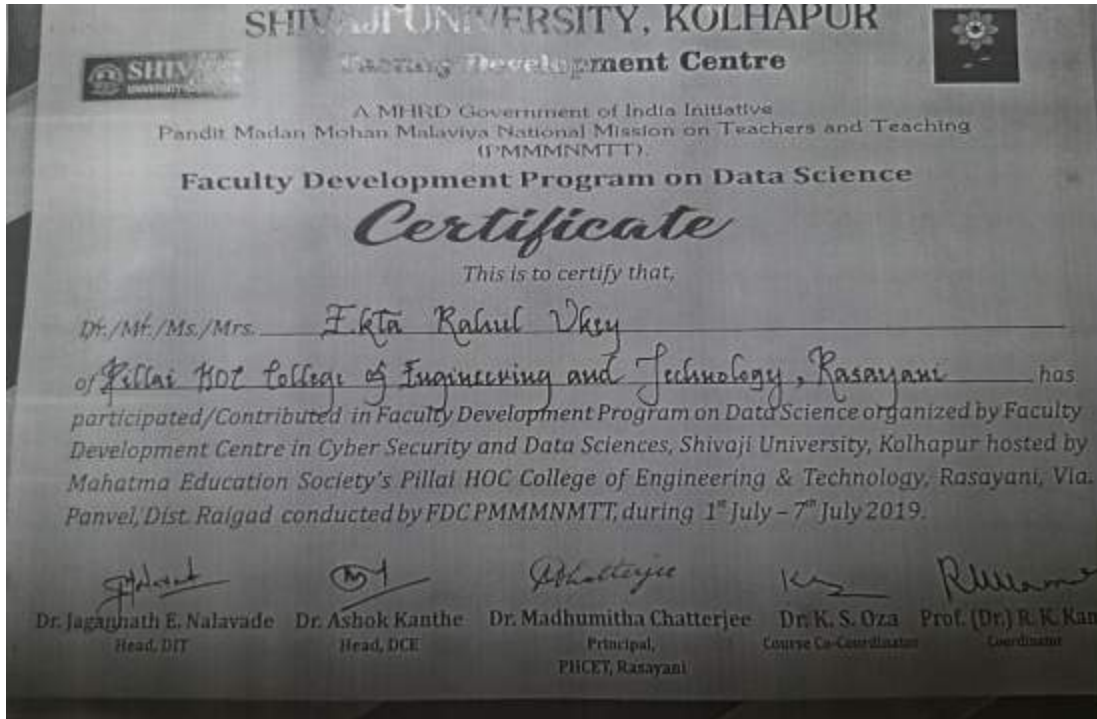 SHIVAJI UNIVERSITY, KOLHAPUR
SHIV
Development Centre
A MHRD Government of India Initiative
Pandit Madan Mohan Malaviya National Mission on Teachers and Teaching
(PMMMNMTT).
Faculty Development Program on Data Science
Certificate
This is to certify that,
Dr./Mr./Ms./Mrs. Ekta Rahul Ukey
of Pillai HOC College of Engineering and Technology, Rasayani has
participated/Contributed in Faculty Development Program on Data Science organized by Faculty
Development Centre in Cyber Security and Data Sciences, Shivaji University, Kolhapur hosted by
Mahatma Education Society's Pillai HOC College of Engineering & Technology, Rasayani, Via.
Panvel, Dist. Raigad conducted by FDC PMMMNMTT, during 1st July – 7th July 2019.
Dr. Jagannath E. Nalavade Dr. Ashok Kanthe Dr. Madhumitha Chatterjee Dr. K. S. Oza Prof. (Dr.) R. K. Kam
Head, DIT Head, DCE Principal, Course Co-Coordinator Coordinator
PHCET, Rasayani